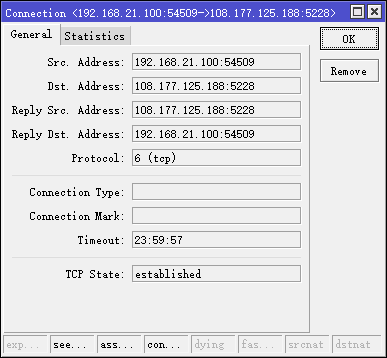 Connection <192.168.21.100:54509->108.177.125.188:5228>
General Statistics
OK
Remove
Src. Address: 192.168.21.100:54509
Dst. Address: 108.177.125.188:5228
Reply Src. Address: 108.177.125.188:5228
Reply Dst. Address: 192.168.21.100:54509
Protocol: 6 (tcp)
Connection Type:
Connection Mark:
Timeout: 23:59:57
TCP State: established
exp... see... ass... con... dying fas... srcnat dstnat